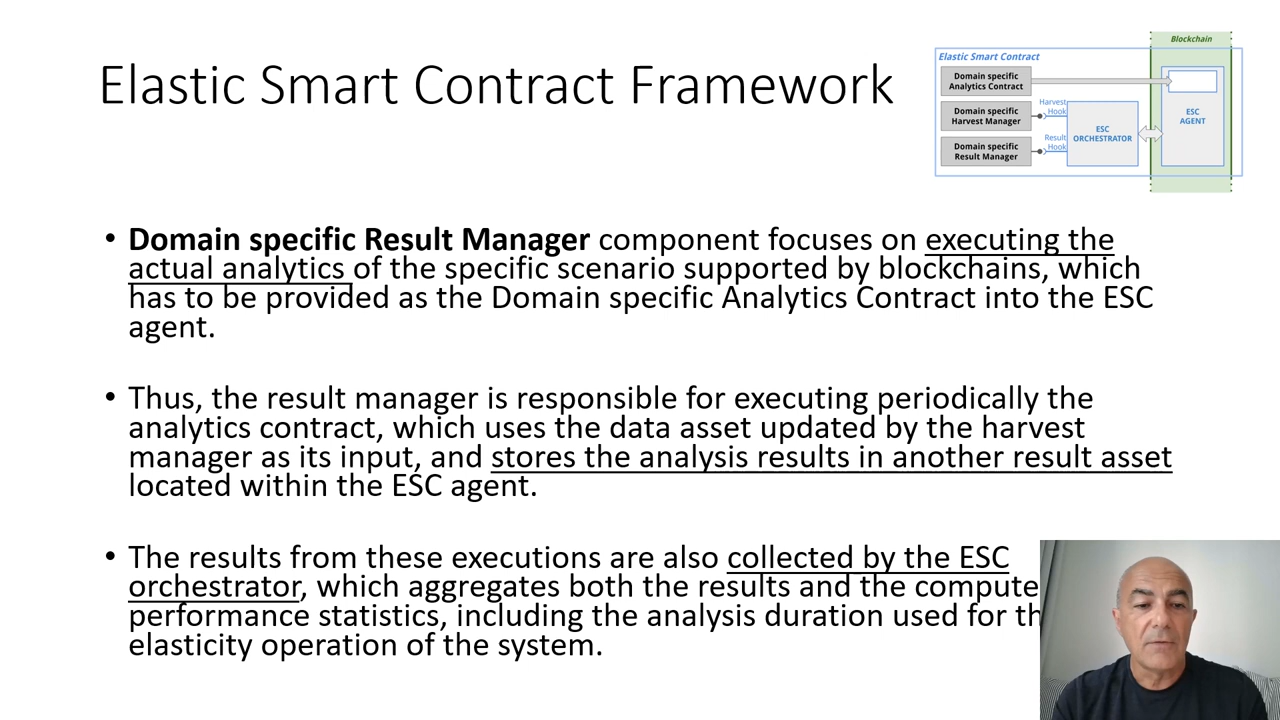 Elastic Smart Contract Framework
Blockchain
Elastic Smart Contract
Domain specific
Analytics Contract
Domain specific
Harvest Manager
Domain specific
Result Manager
Harvest
Hook
Result
Hook
ESC
ORCHESTRATOR
ESC
AGENT
• Domain specific Result Manager component focuses on executing the
actual analytics of the specific scenario supported by blockchains, which
has to be provided as the Domain specific Analytics Contract into the ESC
agent.
• Thus, the result manager is responsible for executing periodically the
analytics contract, which uses the data asset updated by the harvest
manager as its input, and stores the analysis results in another result asset
located within the ESC agent.
• The results from these executions are also collected by the ESC
orchestrator, which aggregates both the results and the compute
performance statistics, including the analysis duration used for th
elasticity operation of the system.